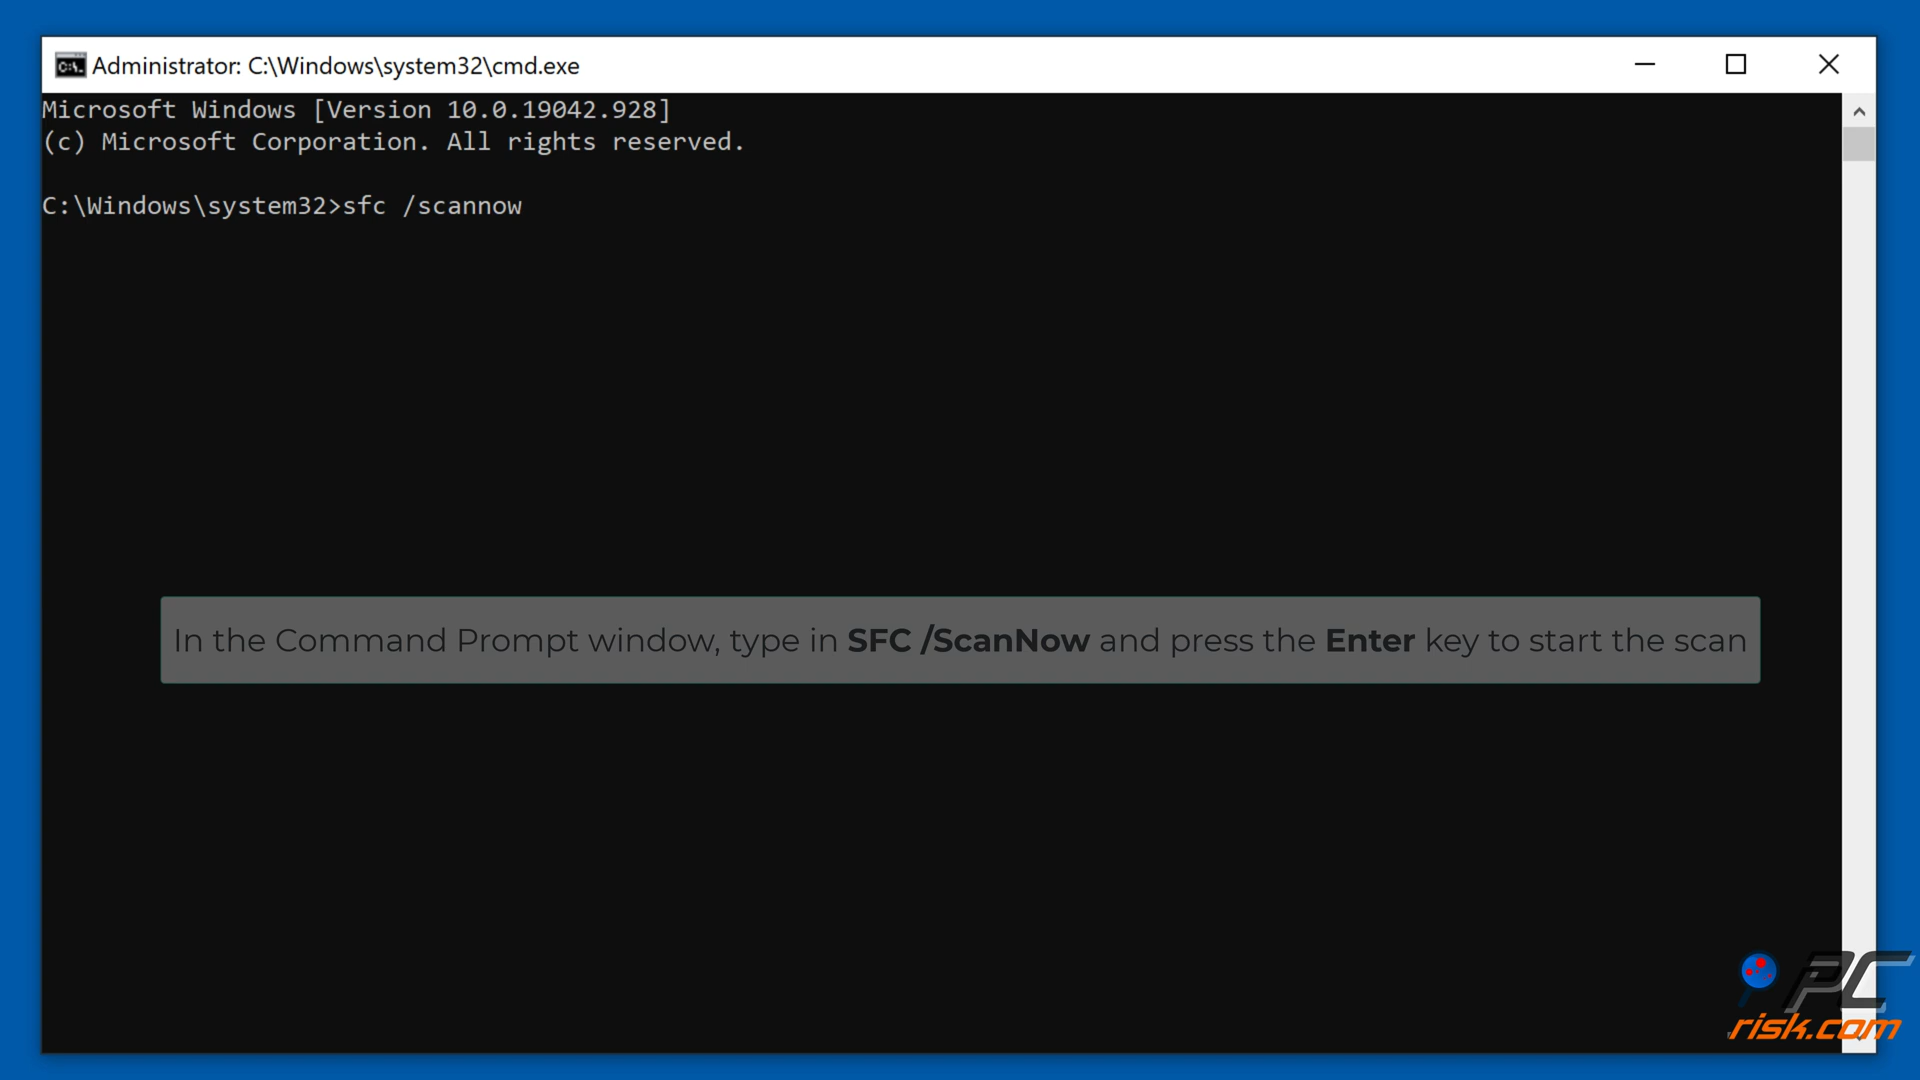 Administrator: C:\Windows\system32\cmd.exe
Microsoft Windows [Version 10.0.19042.928]
(c) Microsoft Corporation. All rights reserved.
C:\Windows\system32>sfc /scannow
In the Command Prompt window, type in SFC /ScanNow and press the Enter key to start the scan
PC
risk.com